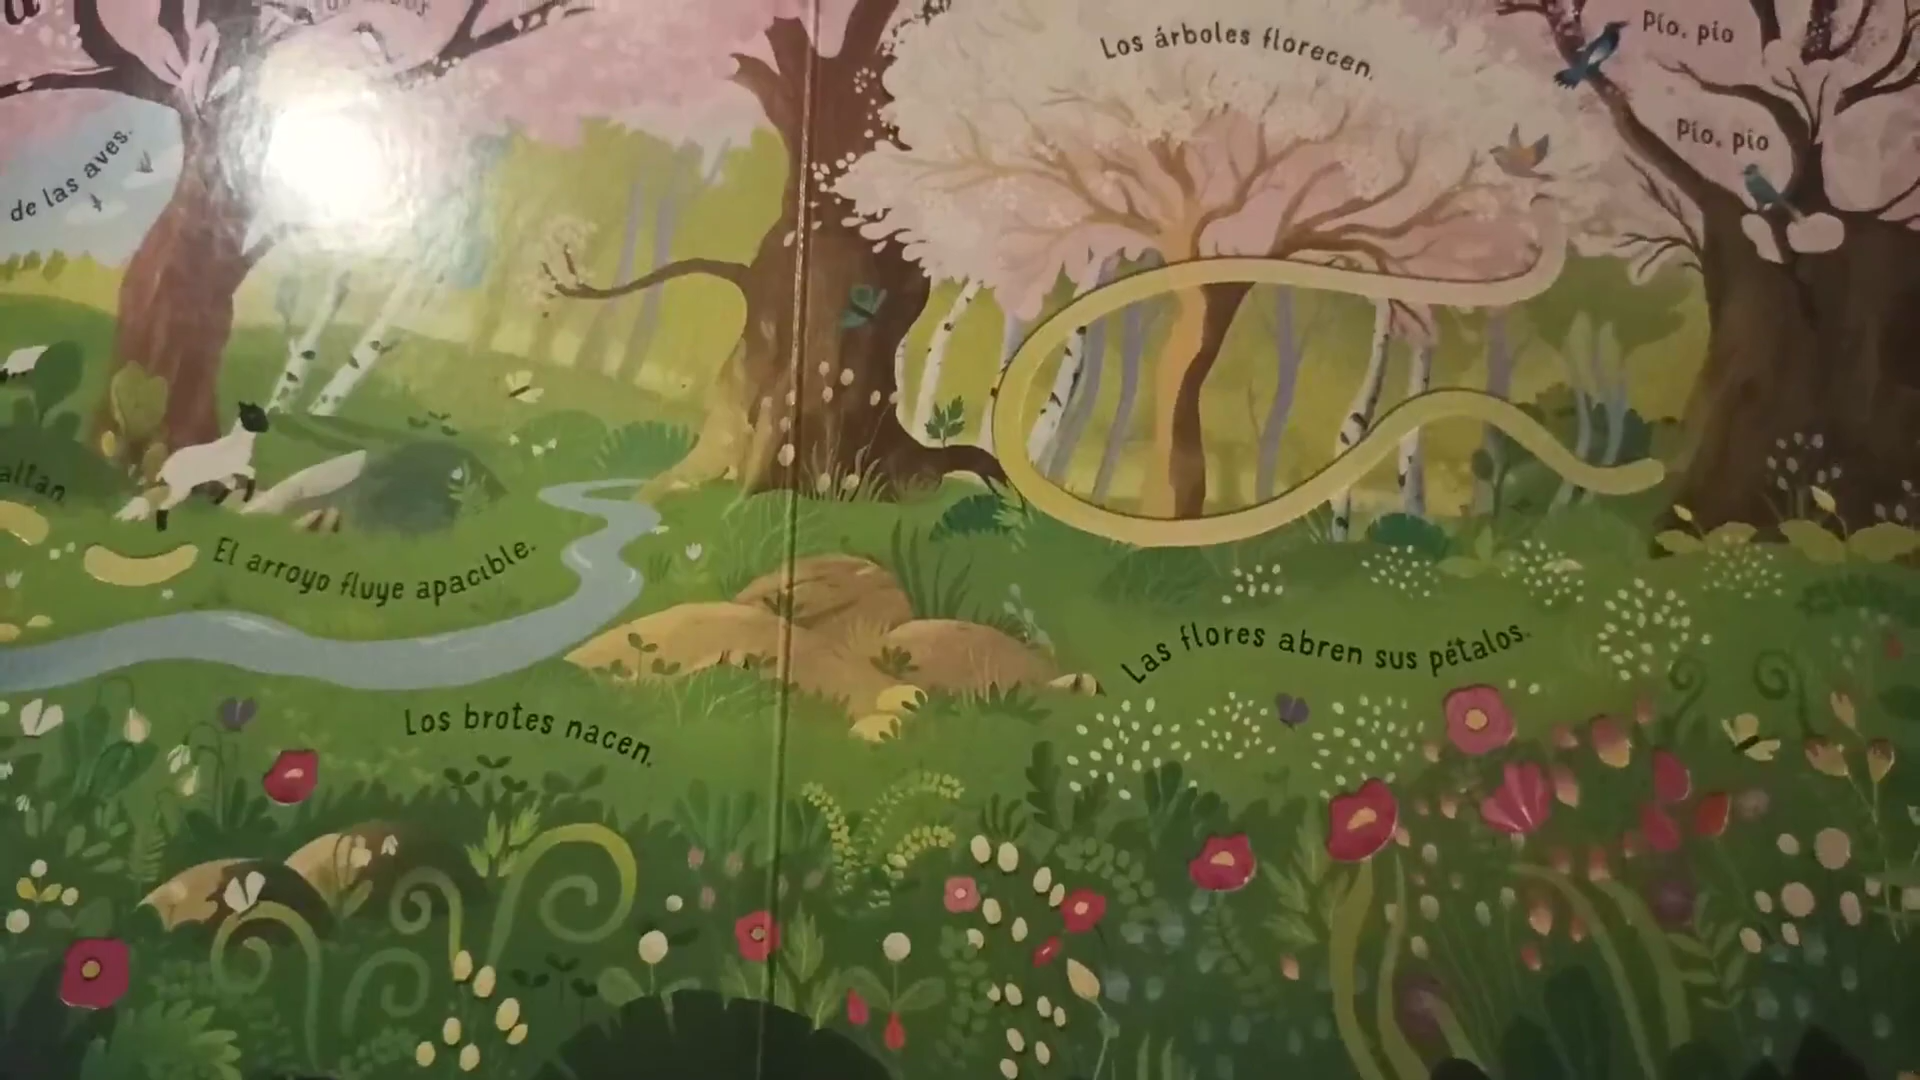 de las aves.
El arroyo fluye apacible.
Los brotes nacen.
Los árboles florecen.
Pío, pío
Pío, pío
Las flores abren sus pétalos.